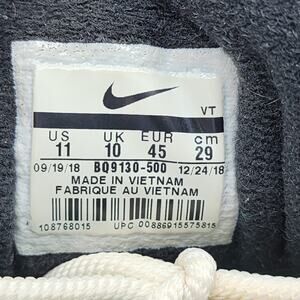 VT
US UK EUR cm
11 10 45 29
09/19/18 BQ9130-500 12/24/18
MADE IN VIETNAM
FABRIQUE AU VIETNAM
108768015 UPC 00886915575815